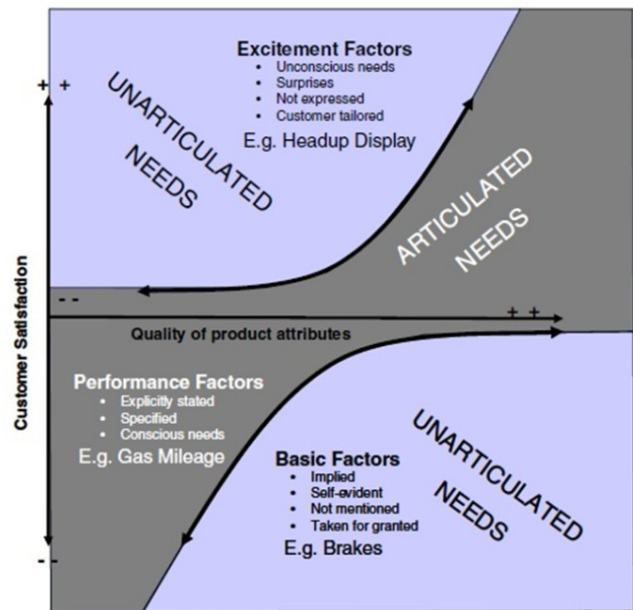 Excitement Factors
• Unconscious needs
• Surprises
• Not expressed
• Customer tailored
E.g. Headup Display
UNARTICULATED
NEEDS
+ +
ARTICULATED
NEEDS
- -
+ +
Quality of product attributes
Customer Satisfaction
Performance Factors
• Explicitly stated
• Specified
• Conscious needs
E.g. Gas Mileage
Basic Factors
• Implied
• Self-evident
• Not mentioned
• Taken for granted
E.g. Brakes
UNARTICULATED
NEEDS
- -